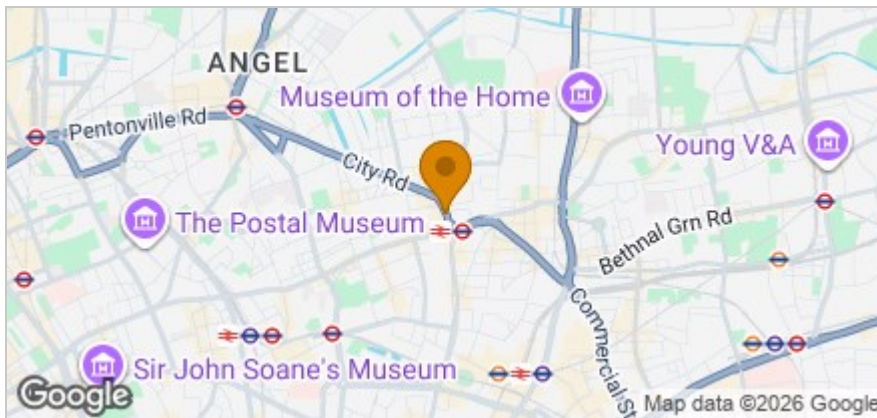 ANGEL
Museum of the Home
Pentonville Rd
Young V&A
City Rd
The Postal Museum
Bethnal Grn Rd
Commercial St
Sir John Soane's Museum
Google
Map data ©2026 Google